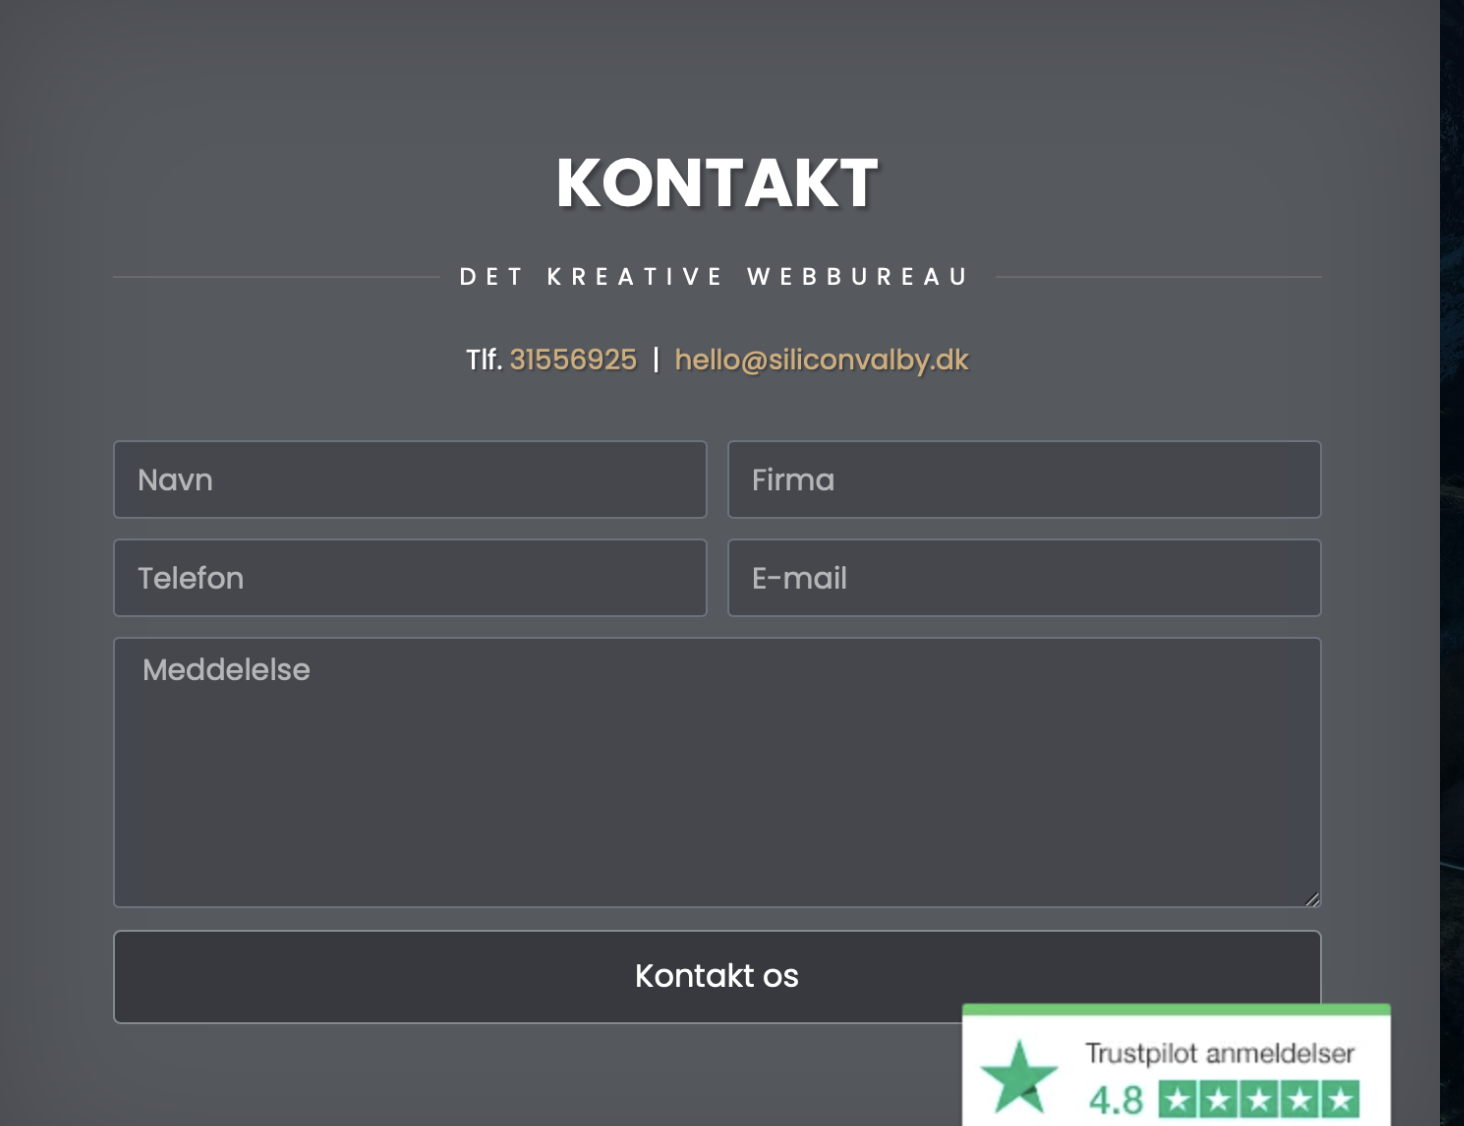 KONTAKT
DET KREATIVE WEBBUREAU
Tlf. 31556925 | hello@siliconvalby.dk
Navn
Firma
Telefon
E-mail
Meddelelse
Kontakt os
Trustpilot anmeldelser
4.8